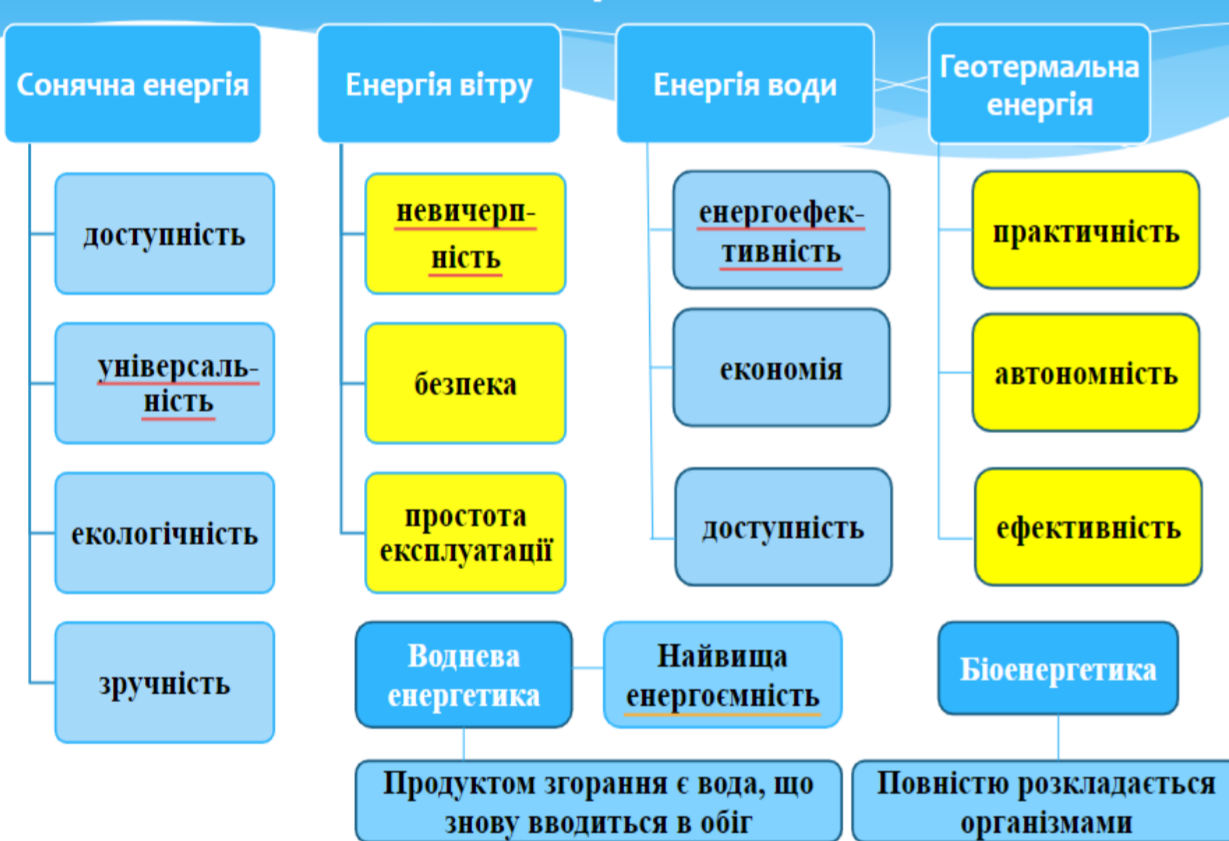 Сонячна енергія
доступність
універсаль-
ність
екологічність
зручність
Енергія вітру
невичерп-
ність
безпека
простота
експлуатації
Енергія води
енергоефек-
тивність
економія
доступність
Геотермальна
енергія
практичність
автономність
ефективність
Воднева
енергетика
Найвища
енергоємність
Продуктом згорання є вода, що
знову вводиться в обіг
Біоенергетика
Повністю розкладається
організмами